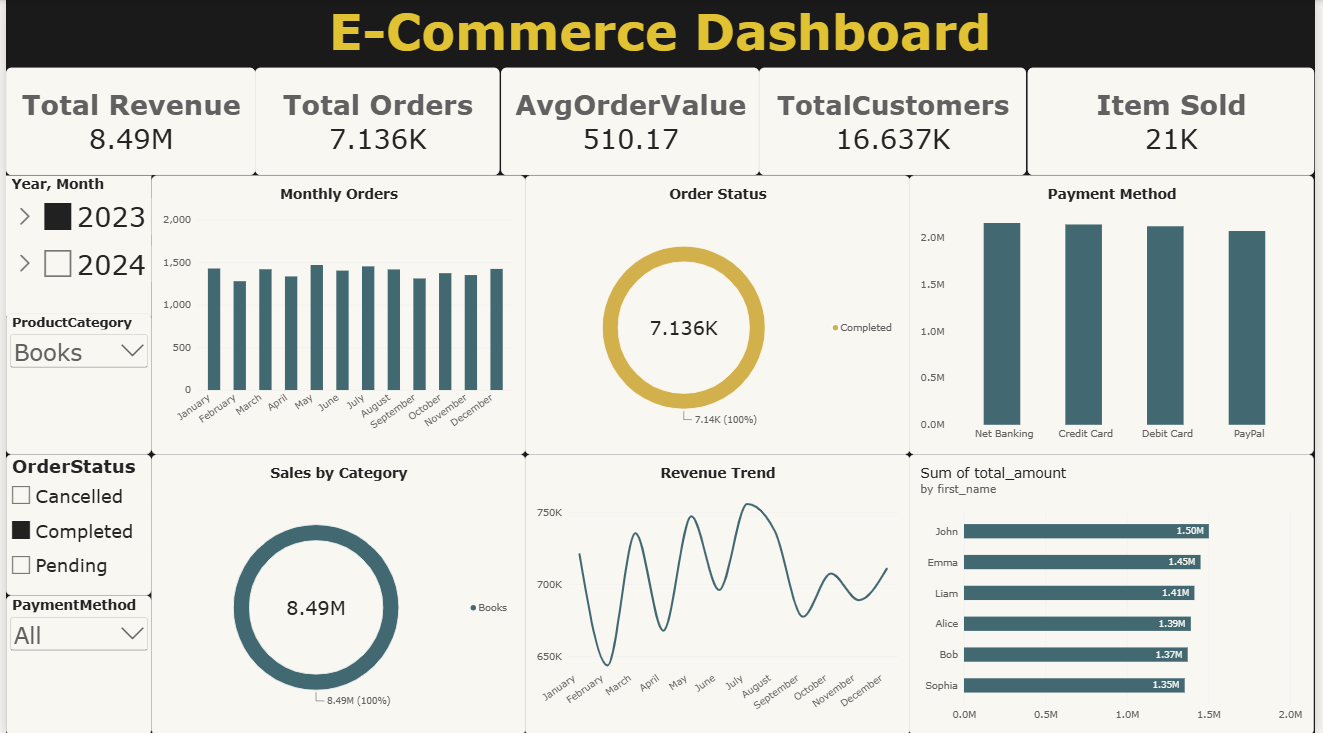 E-Commerce Dashboard
Total Revenue
8.49M
Total Orders
7.136K
AvgOrderValue
510.17
TotalCustomers
16.637K
Item Sold
21K
Year, Month
2023
2024
ProductCategory
Books
OrderStatus
Cancelled
Completed
Pending
PaymentMethod
All
Monthly Orders
2,000
1,500
1,000
500
0
January
February
March
April
May
June
July
August
September
October
November
December
Order Status
7.136K
Completed
7.14K (100%)
Payment Method
2.0M
1.5M
1.0M
0.5M
0.0M
Net Banking
Credit Card
Debit Card
PayPal
Sales by Category
8.49M
Books
8.49M (100%)
Revenue Trend
750K
700K
650K
January
February
March
April
May
June
July
August
September
October
November
December
Sum of total_amount
by first_name
John 1.50M
Emma 1.45M
Liam 1.41M
Alice 1.39M
Bob 1.37M
Sophia 1.35M
0.0M 0.5M 1.0M 1.5M 2.0M